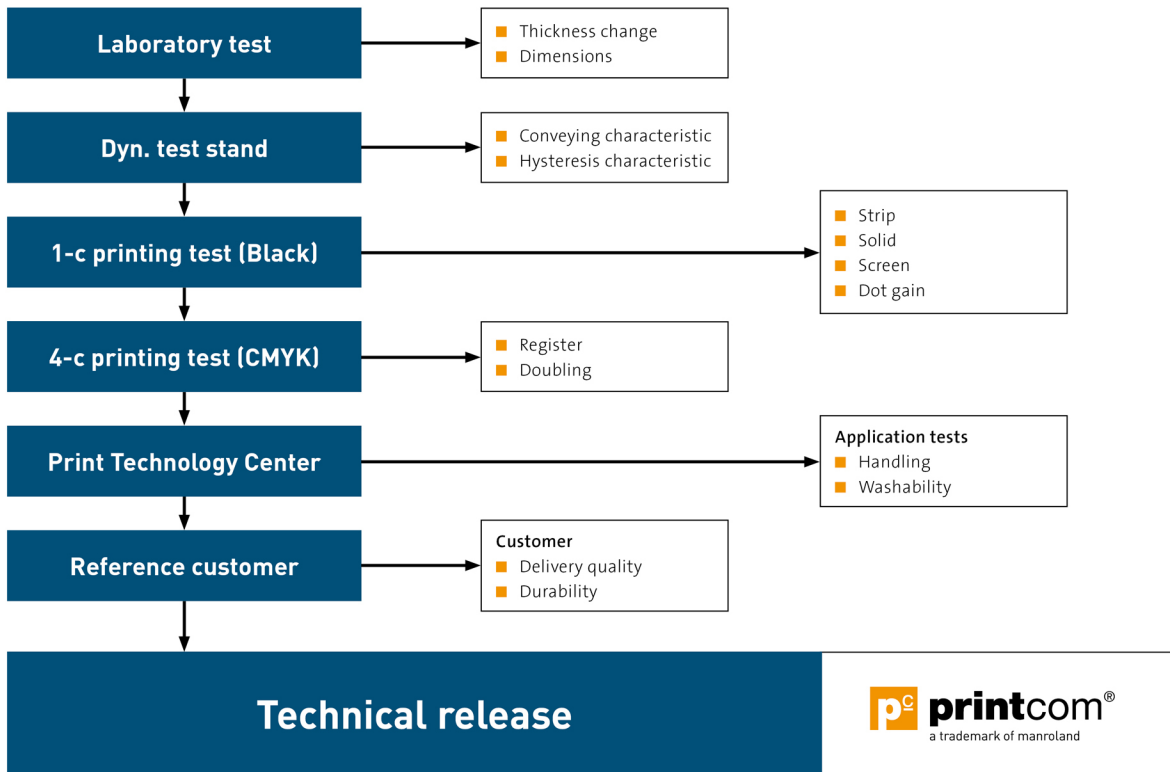 Laboratory test
Thickness change
Dimensions
Dyn. test stand
Conveying characteristic
Hysteresis characteristic
1-c printing test (Black)
Strip
Solid
Screen
Dot gain
4-c printing test (CMYK)
Register
Doubling
Print Technology Center
Application tests
Handling
Washability
Reference customer
Customer
Delivery quality
Durability
Technical release
pc printcom®
a trademark of manroland